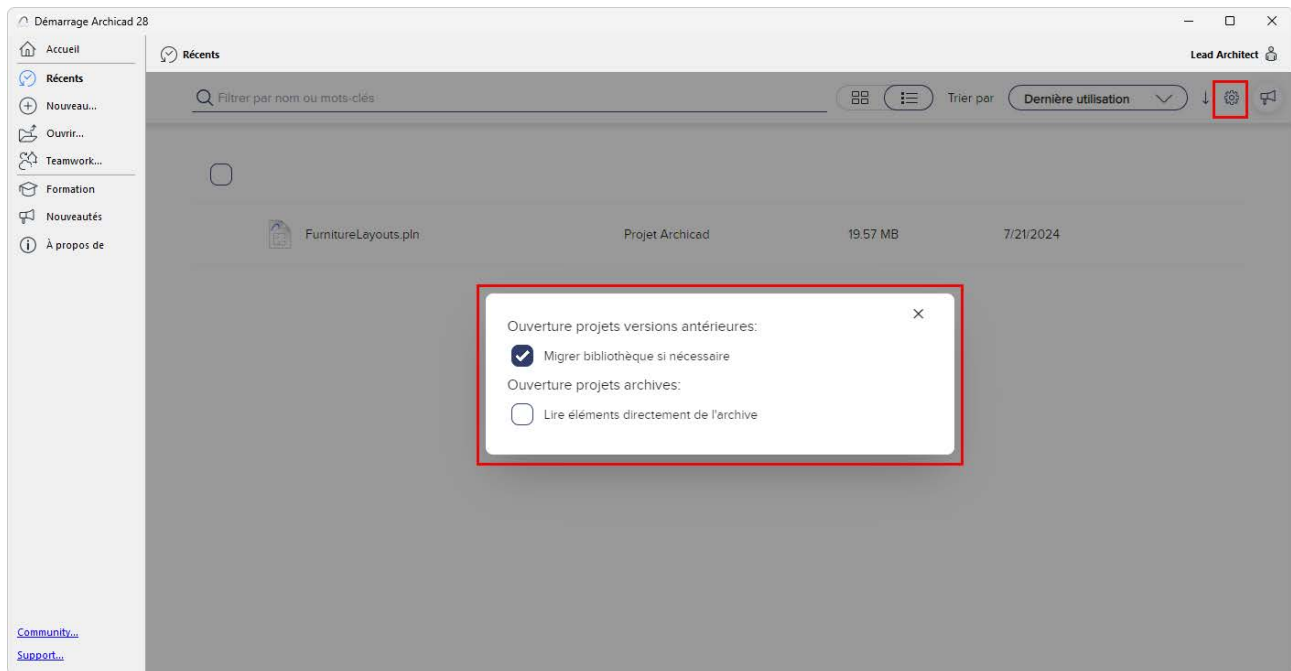 Démarrage Archicad 28
Accueil
Récents
Nouveau...
Ouvrir...
Teamwork...
Formation
Nouveautés
À propos de
Community...
Support...
Récents
Lead Architect
Filtrer par nom ou mots-clés
Trier par
Dernière utilisation
FurnitureLayouts.pln Projet Archicad 19.57 MB 7/21/2024
Ouverture projets versions antérieures:
Migrer bibliothèque si nécessaire
Ouverture projets archives:
Lire éléments directement de l'archive